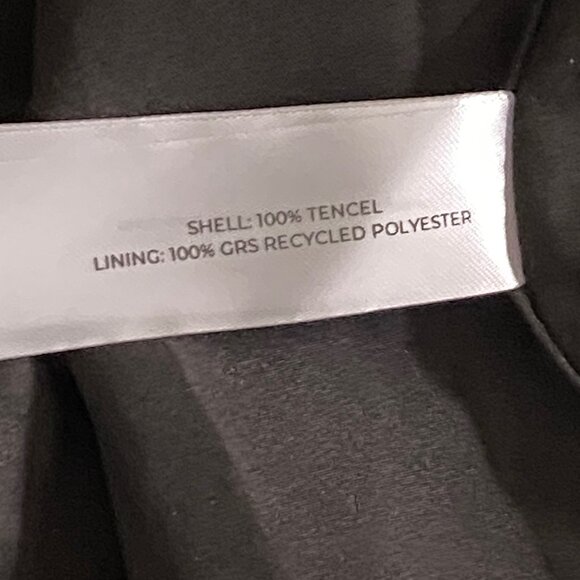 SHELL: 100% TENCEL
LINING: 100% GRS RECYCLED POLYESTER